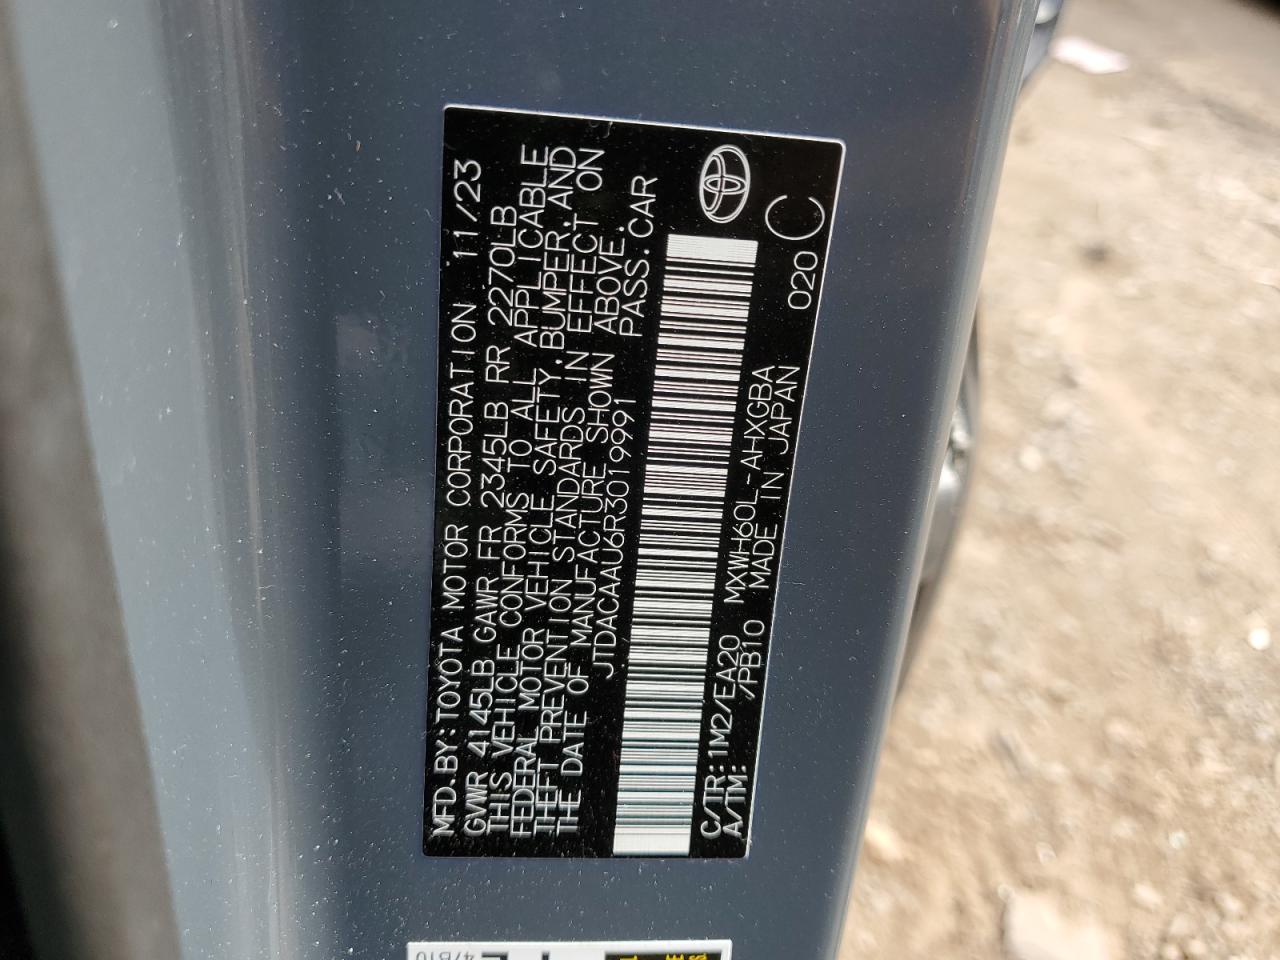 MFD.BY:TOYOTA MOTOR CORPORATION 11/23
GVWR 4145LB GAWR FR 2345LB RR 2270LB
THIS VEHICLE CONFORMS TO ALL APPLICABLE
FEDERAL MOTOR VEHICLE SAFETY,BUMPER,AND
THEFT PREVENTION STANDARDS IN EFFECT ON
THE DATE OF MANUFACTURE SHOWN ABOVE.
JTDACAAU6R3019991 PASS.CAR
C/TR:1M2/EA20 MXWH60L-AHXGBA 020 C
A/TM: /PB10 MADE IN JAPAN
47B10